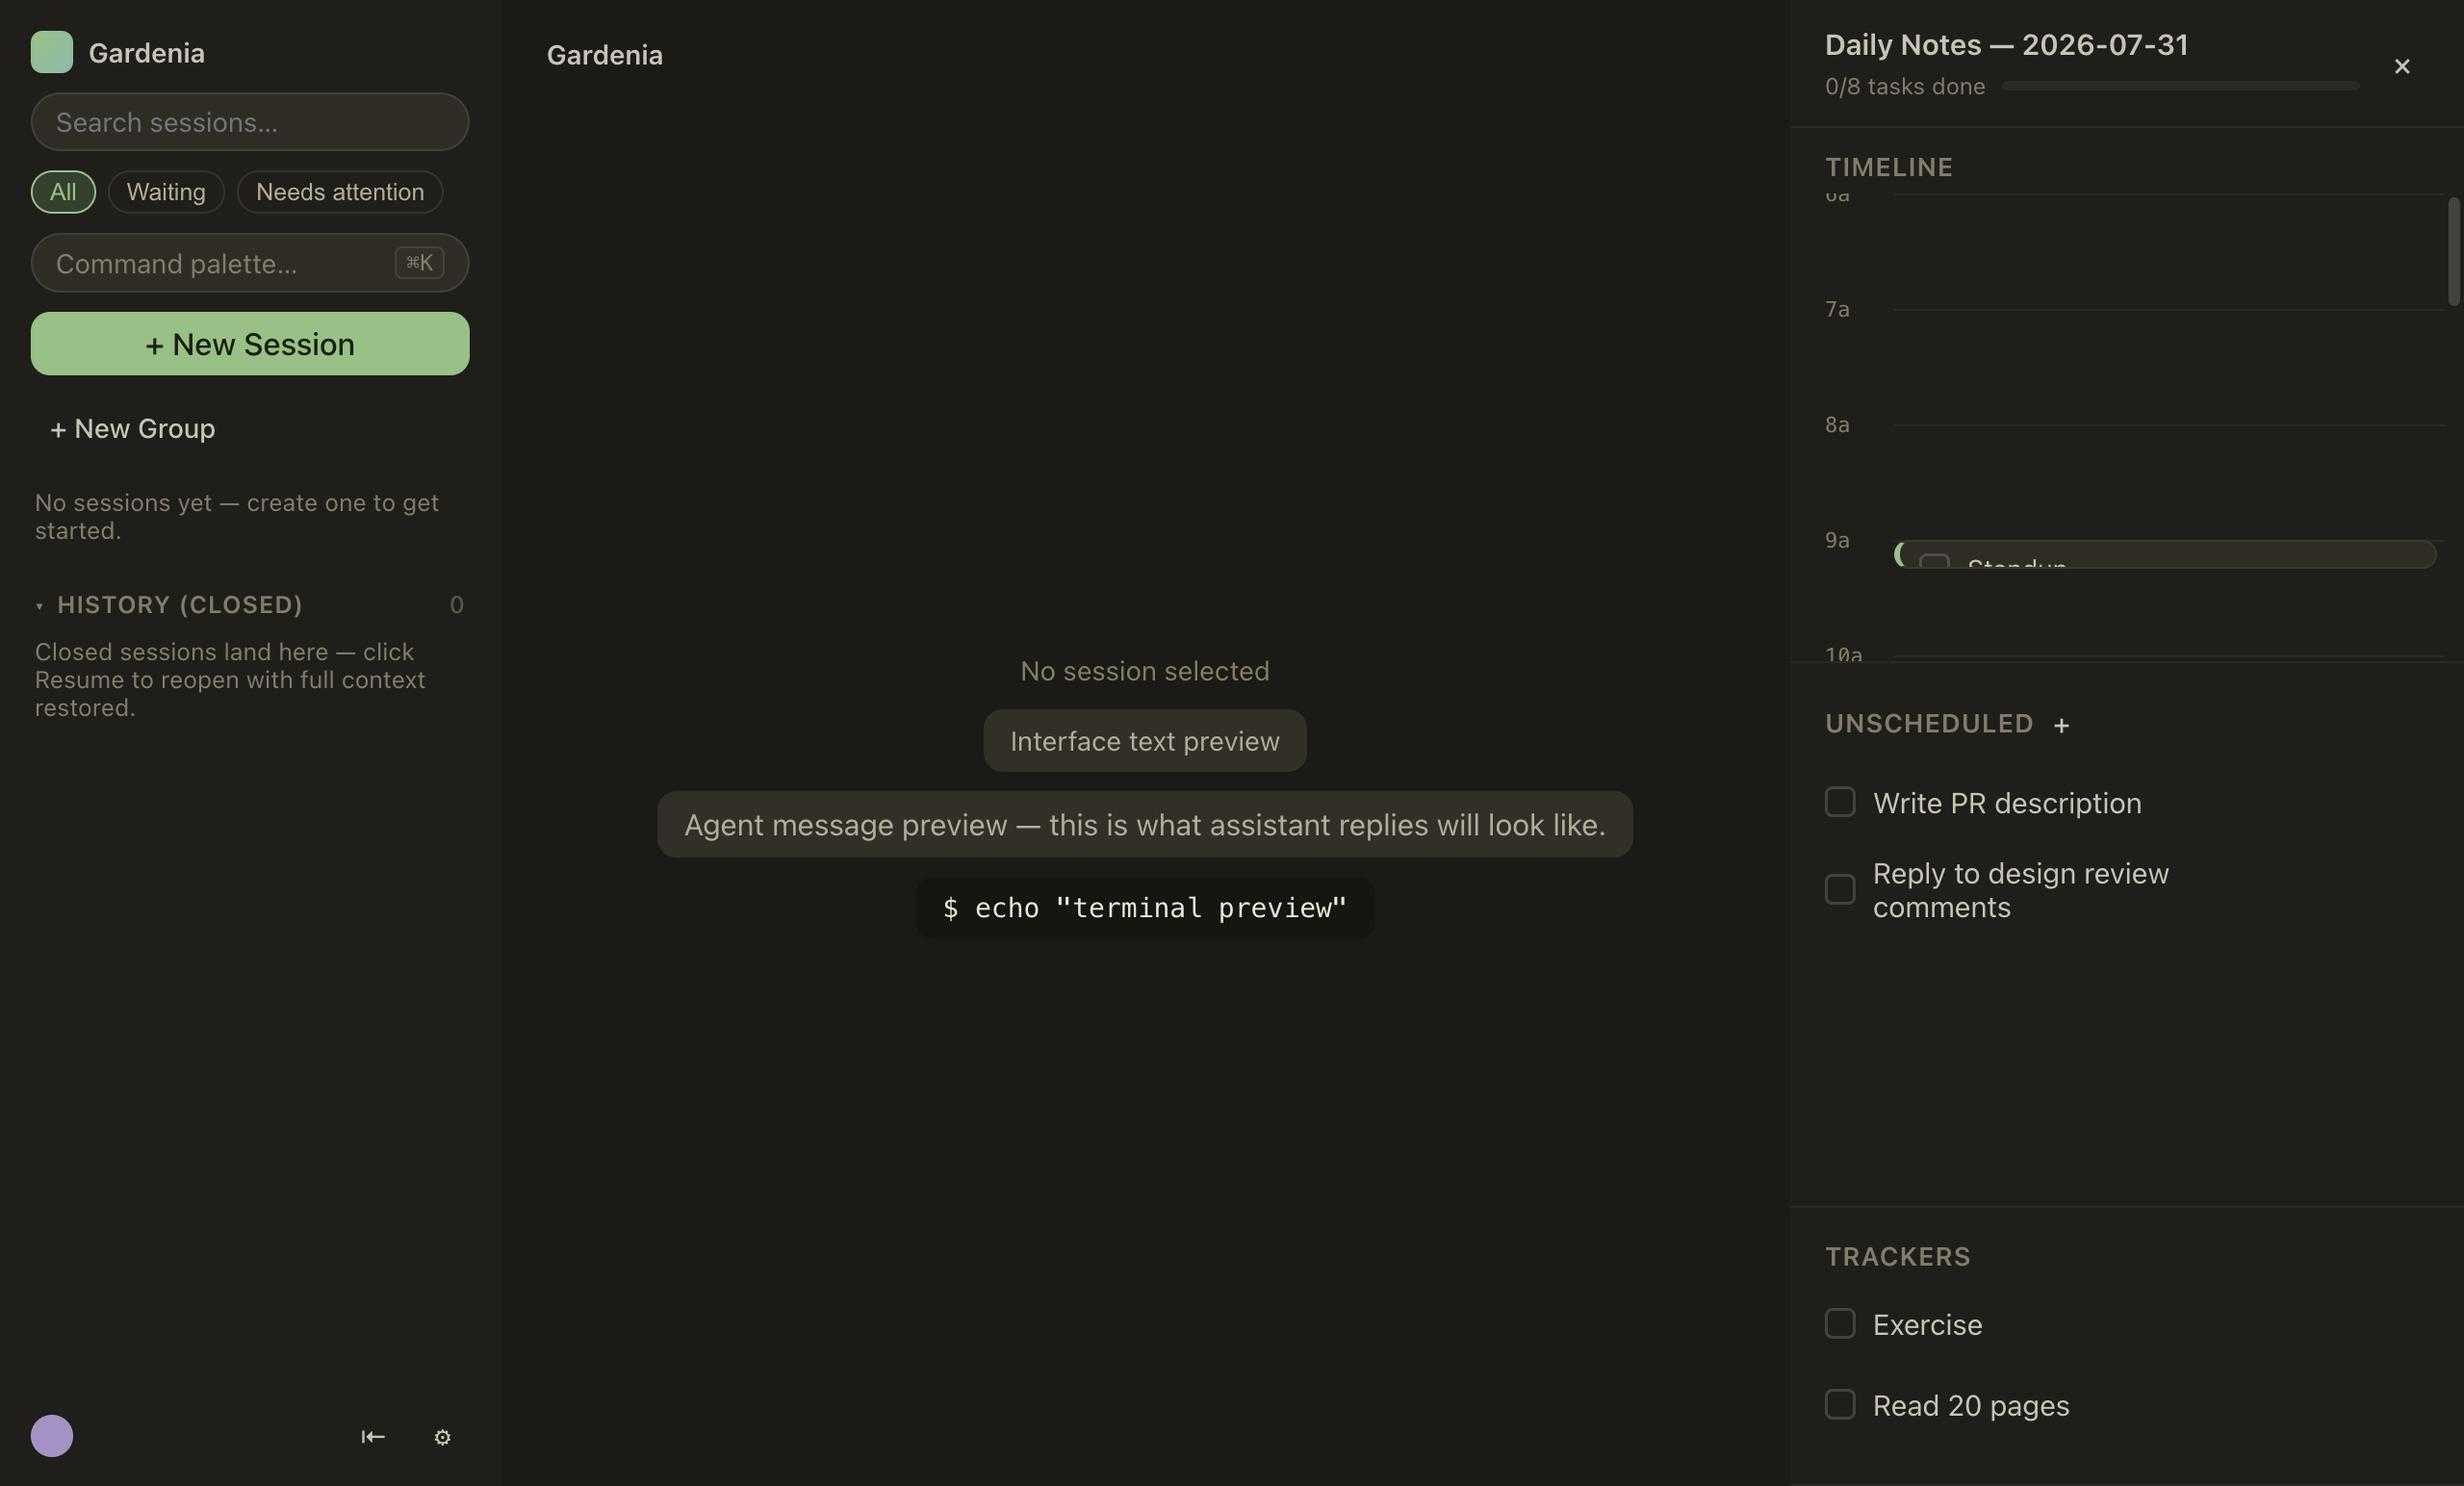 Gardenia
Search sessions...
All
Waiting
Needs attention
Command palette...
⌘K
+ New Session
+ New Group
No sessions yet — create one to get
started.
▾ HISTORY (CLOSED)
0
Closed sessions land here — click
Resume to reopen with full context
restored.
Gardenia
No session selected
Interface text preview
Agent message preview — this is what assistant replies will look like.
$ echo "terminal preview"
Daily Notes — 2026-07-31
0/8 tasks done
×
TIMELINE
6a
7a
8a
9a
Standup
10a
UNSCHEDULED +
Write PR description
Reply to design review
comments
TRACKERS
Exercise
Read 20 pages